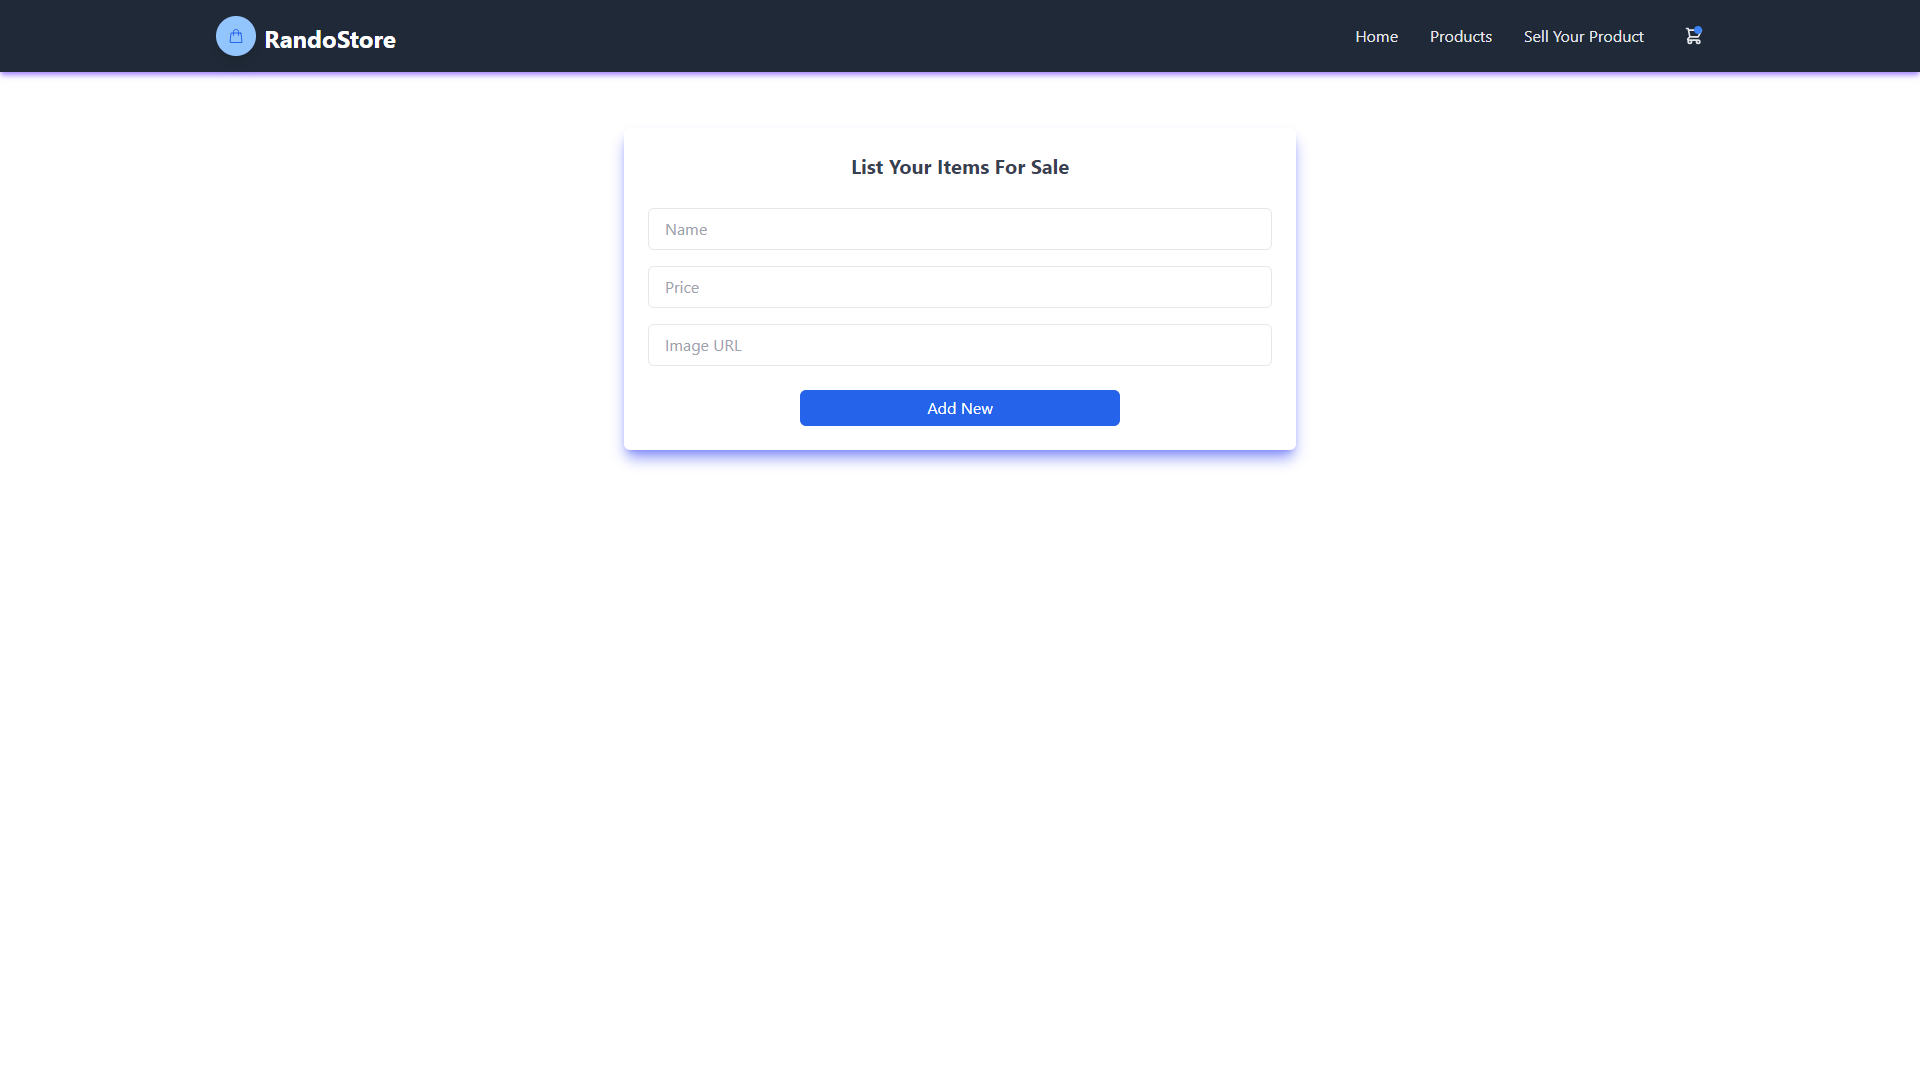 RandoStore
Home
Products
Sell Your Product
List Your Items For Sale
Name
Price
Image URL
Add New